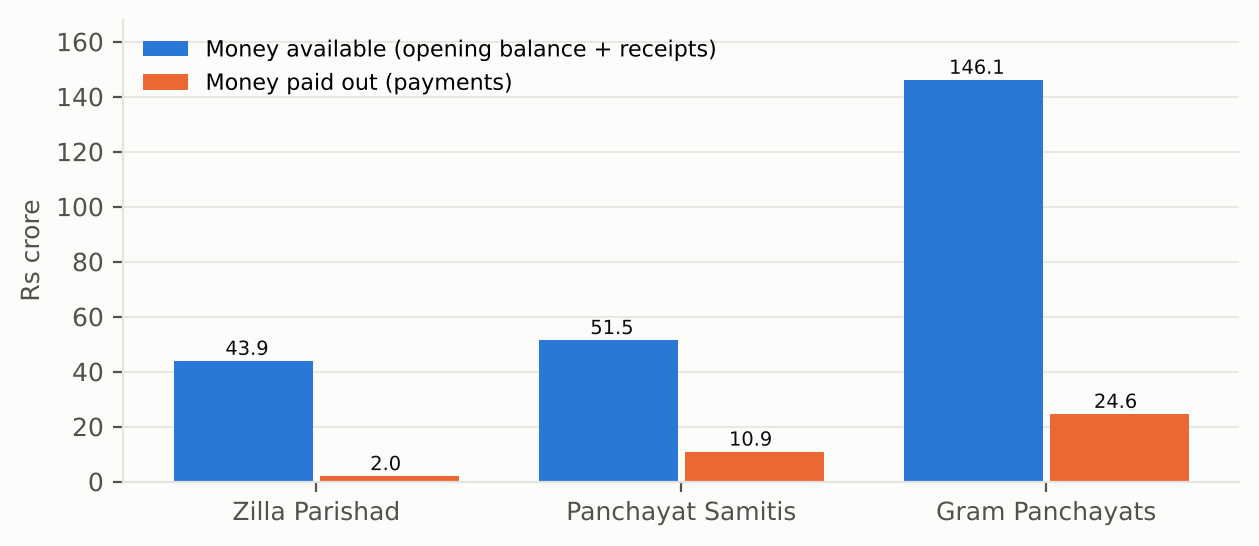 Money available (opening balance + receipts)
Money paid out (payments)
Rs crore
160
140
120
100
80
60
40
20
0
43.9
2.0
51.5
10.9
146.1
24.6
Zilla Parishad
Panchayat Samitis
Gram Panchayats